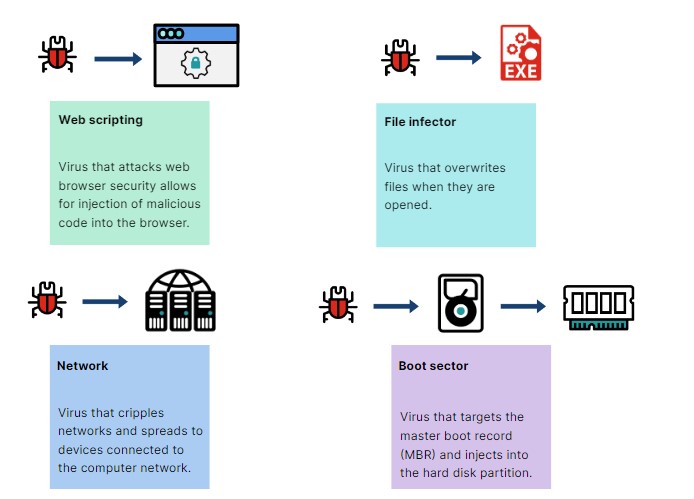 EXE
Web scripting
Virus that attacks web
browser security allows
for injection of malicious
code into the browser.
File infector
Virus that overwrites
files when they are
opened.
Network
Virus that cripples
networks and spreads to
devices connected to
the computer network.
Boot sector
Virus that targets the
master boot record
(MBR) and injects into
the hard disk partition.